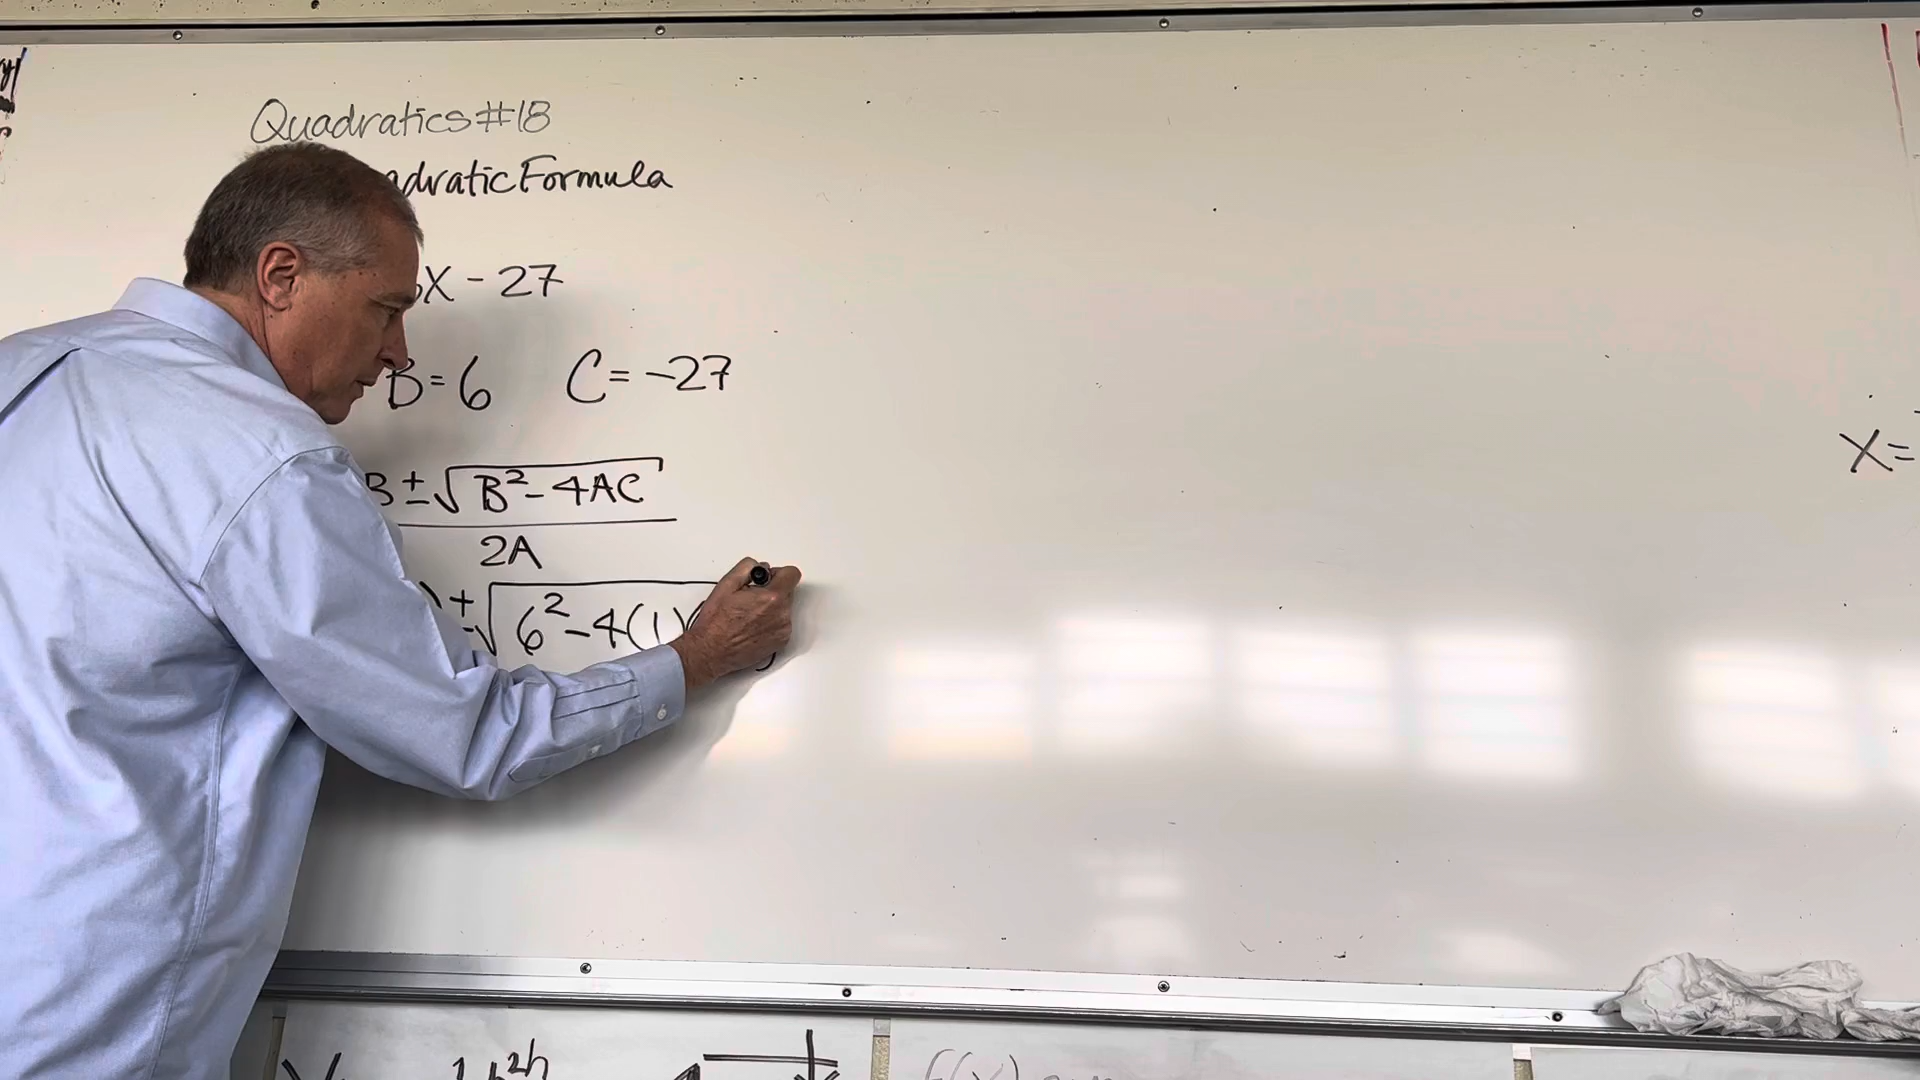 Quadratics #18
adratic Formula
X - 27
B = 6 C = -27
B ± √B² - 4AC
2A
± √6² - 4(1)(
X =